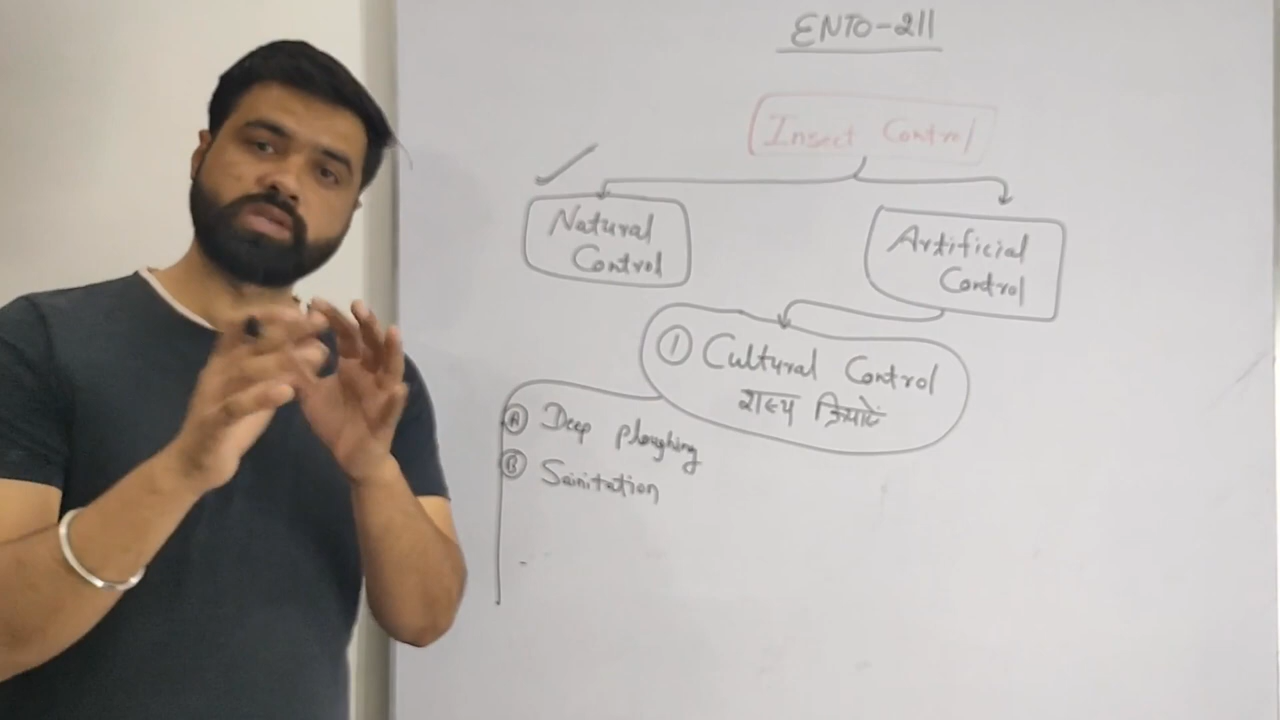 ENTO-211
Insect Control
Natural
Control
Artificial
Control
① Cultural Control
शस्य क्रियाऐं
Ⓐ Deep ploughing
Ⓑ Sainitation